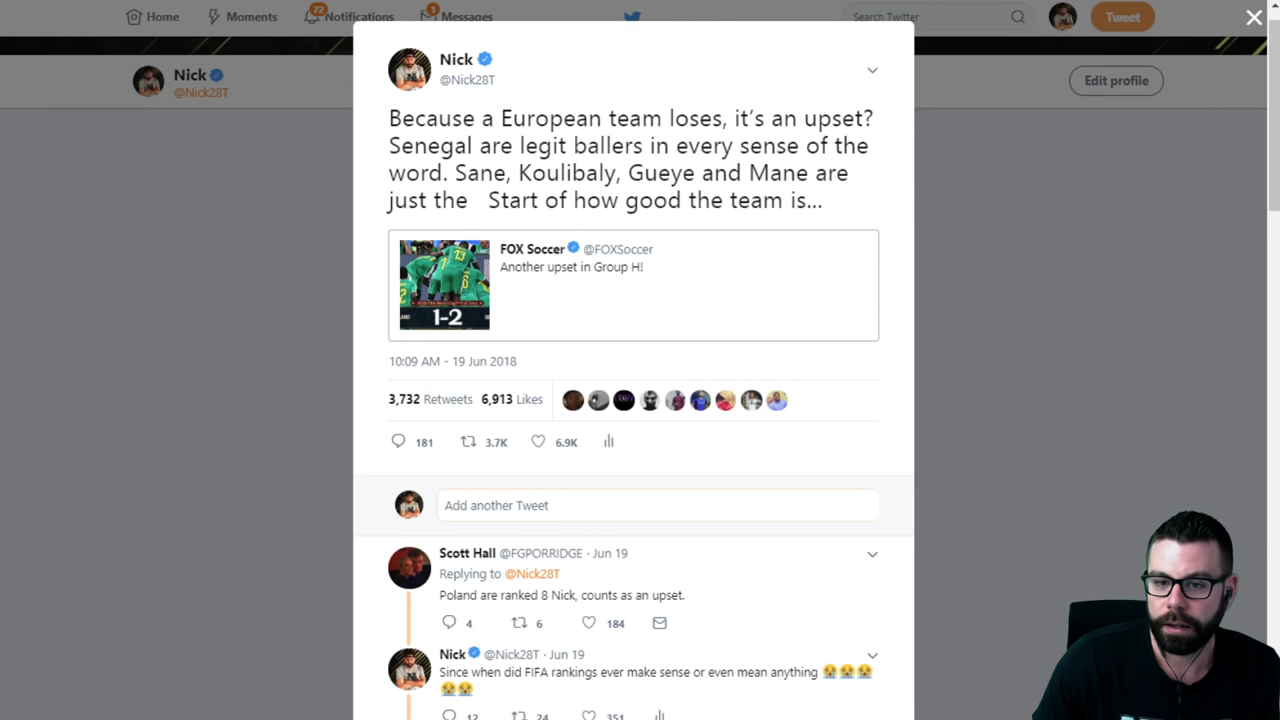 Home
Moments
72
Notifications
1
Messages
Search Twitter
Tweet
Nick
@Nick28T
Edit profile
Nick
@Nick28T
Because a European team loses, it’s an upset?
Senegal are legit ballers in every sense of the
word. Sane, Koulibaly, Gueye and Mane are
just the   Start of how good the team is...
FOX Soccer @FOXSoccer
Another upset in Group H!
13
6
1-2
10:09 AM - 19 Jun 2018
3,732 Retweets 6,913 Likes
181 3.7K 6.9K
Add another Tweet
Scott Hall @FGPORRIDGE · Jun 19
Replying to @Nick28T
Poland are ranked 8 Nick, counts as an upset.
4 6 184
Nick @Nick28T · Jun 19
Since when did FIFA rankings ever make sense or even mean anything 😭😭😭
😭😭
12 24 351